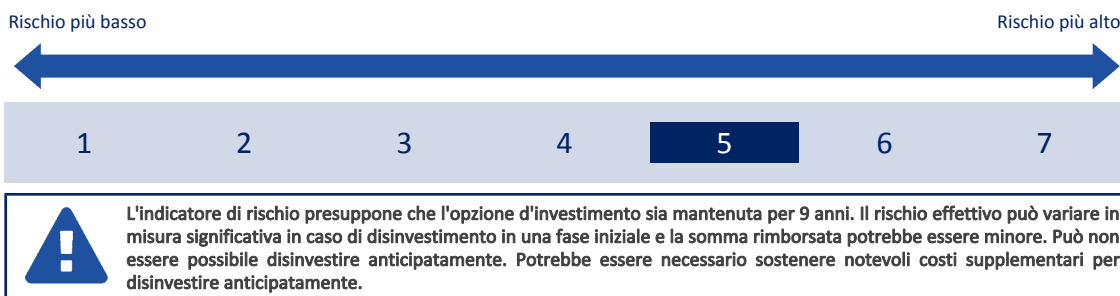 Rischio più basso Rischio più alto
1 2 3 4 5 6 7
L'indicatore di rischio presuppone che l'opzione d'investimento sia mantenuta per 9 anni. Il rischio effettivo può variare in
misura significativa in caso di disinvestimento in una fase iniziale e la somma rimborsata potrebbe essere minore. Può non
essere possibile disinvestire anticipatamente. Potrebbe essere necessario sostenere notevoli costi supplementari per
disinvestire anticipatamente.